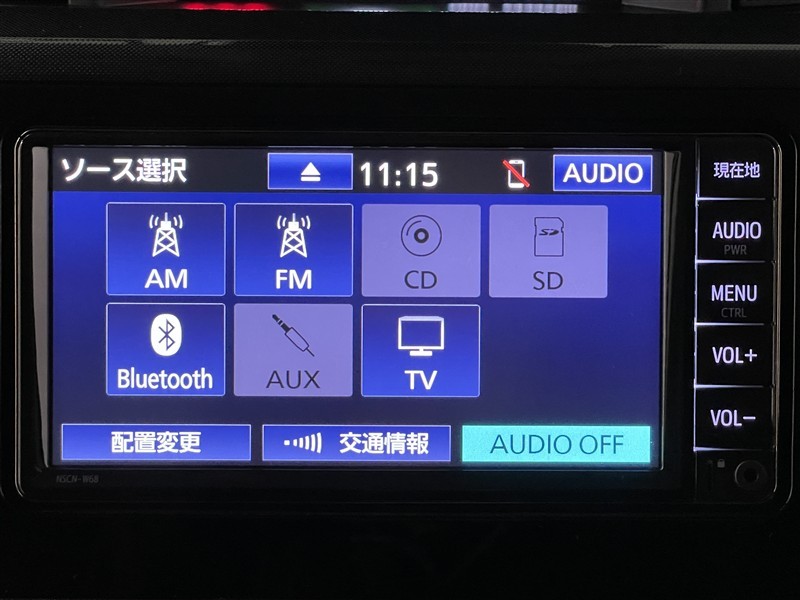 ソース選択
11:15
AUDIO
現在地
AM
FM
CD
SD
SD
AUDIO
PWR
MENU
CTRL
Bluetooth
AUX
TV
VOL+
VOL-
配置変更
交通情報
AUDIO OFF
NSCN-W68